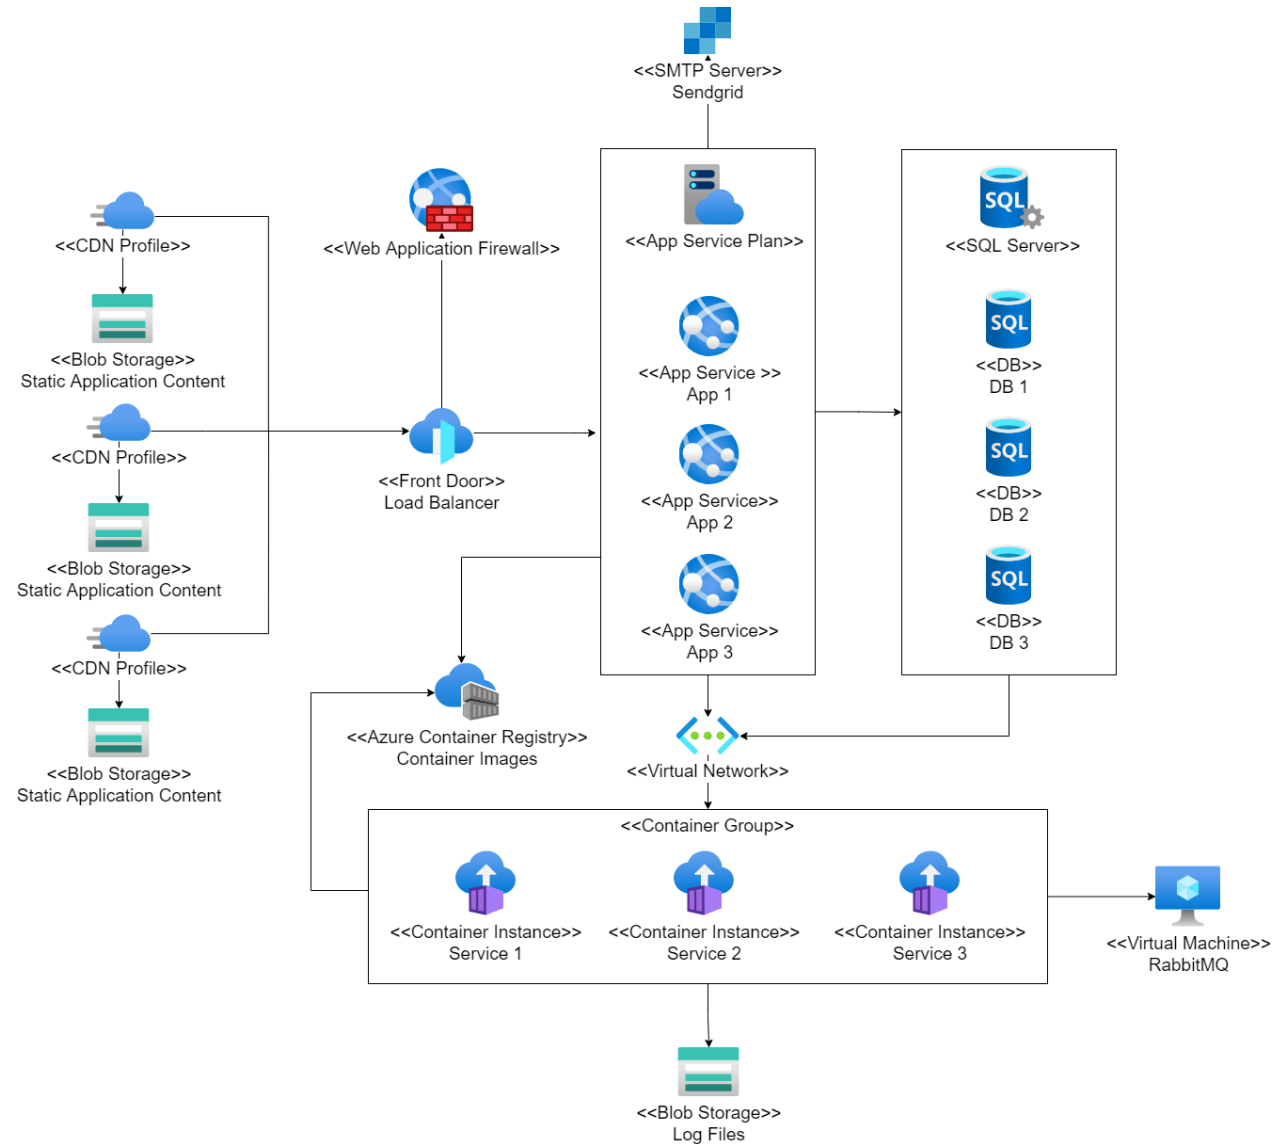 <<SMTP Server>>
Sendgrid
<<CDN Profile>>
<<Blob Storage>>
Static Application Content
<<CDN Profile>>
<<Blob Storage>>
Static Application Content
<<CDN Profile>>
<<Blob Storage>>
Static Application Content
<<Web Application Firewall>>
<<Front Door>>
Load Balancer
<<App Service Plan>>
<<App Service >>
App 1
<<App Service>>
App 2
<<App Service>>
App 3
SQL
<<SQL Server>>
SQL
<<DB>>
DB 1
SQL
<<DB>>
DB 2
SQL
<<DB>>
DB 3
<<Azure Container Registry>>
Container Images
<<Virtual Network>>
<<Container Group>>
<<Container Instance>>
Service 1
<<Container Instance>>
Service 2
<<Container Instance>>
Service 3
<<Virtual Machine>>
RabbitMQ
<<Blob Storage>>
Log Files